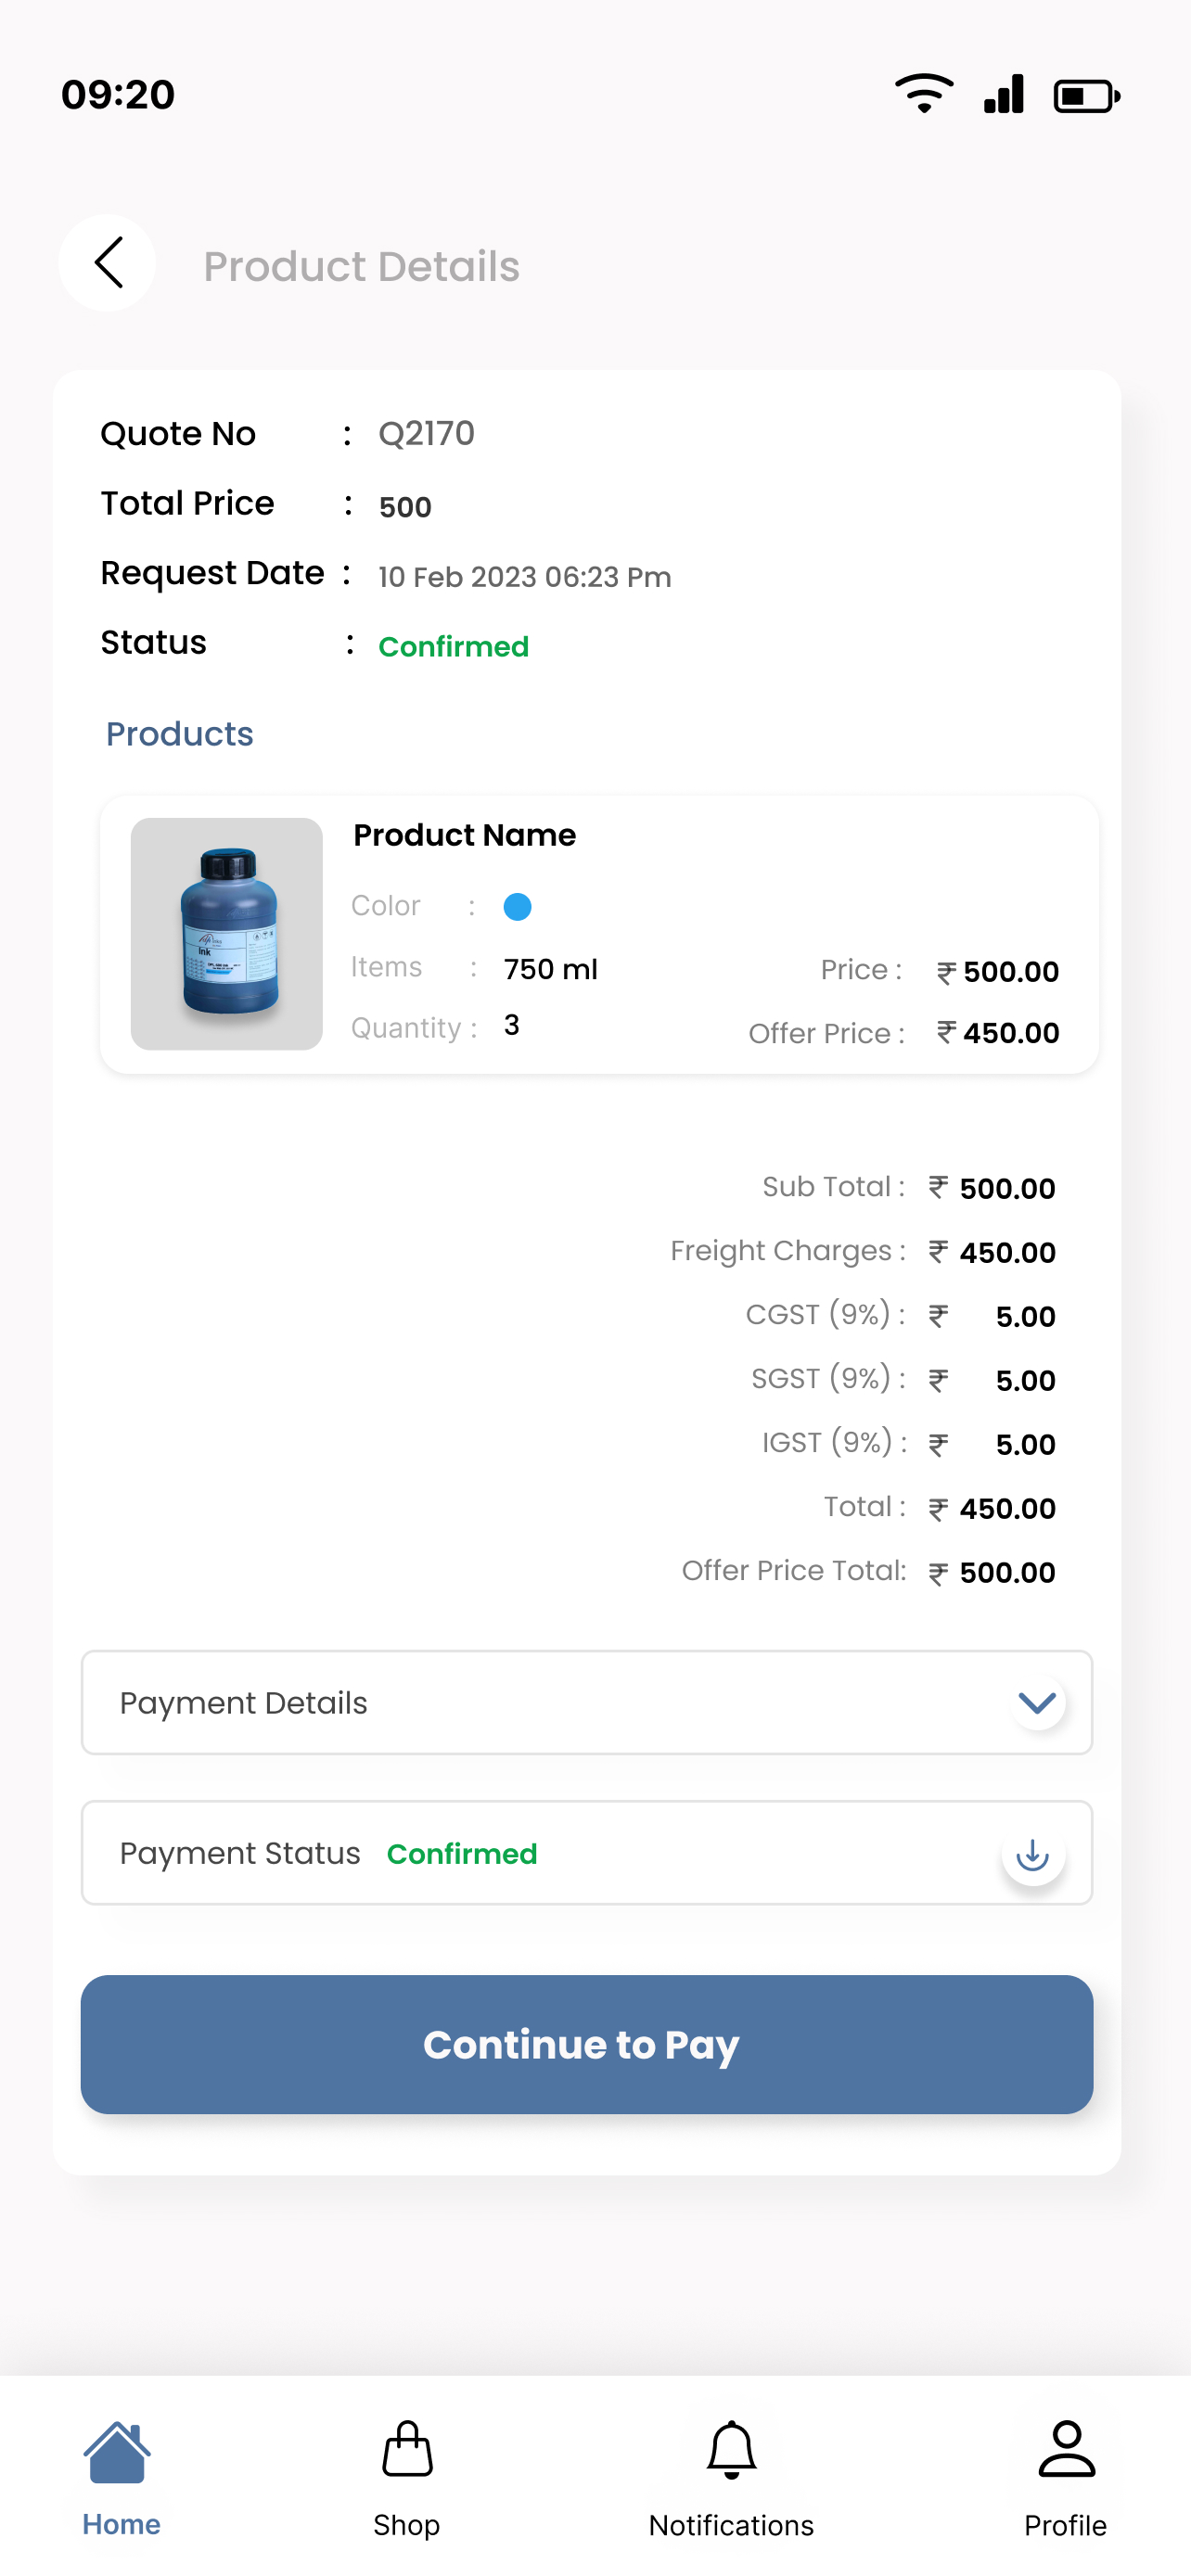 09:20
Product Details
Quote No : Q2170
Total Price : 500
Request Date : 10 Feb 2023 06:23 Pm
Status : Confirmed
Products
Product Name
Color :
Items : 750 ml Price : ₹ 500.00
Quantity : 3 Offer Price : ₹ 450.00
Ink
Sub Total : ₹ 500.00
Freight Charges : ₹ 450.00
CGST (9%) : ₹ 5.00
SGST (9%) : ₹ 5.00
IGST (9%) : ₹ 5.00
Total : ₹ 450.00
Offer Price Total: ₹ 500.00
Payment Details
Payment Status Confirmed
Continue to Pay
Home Shop Notifications Profile